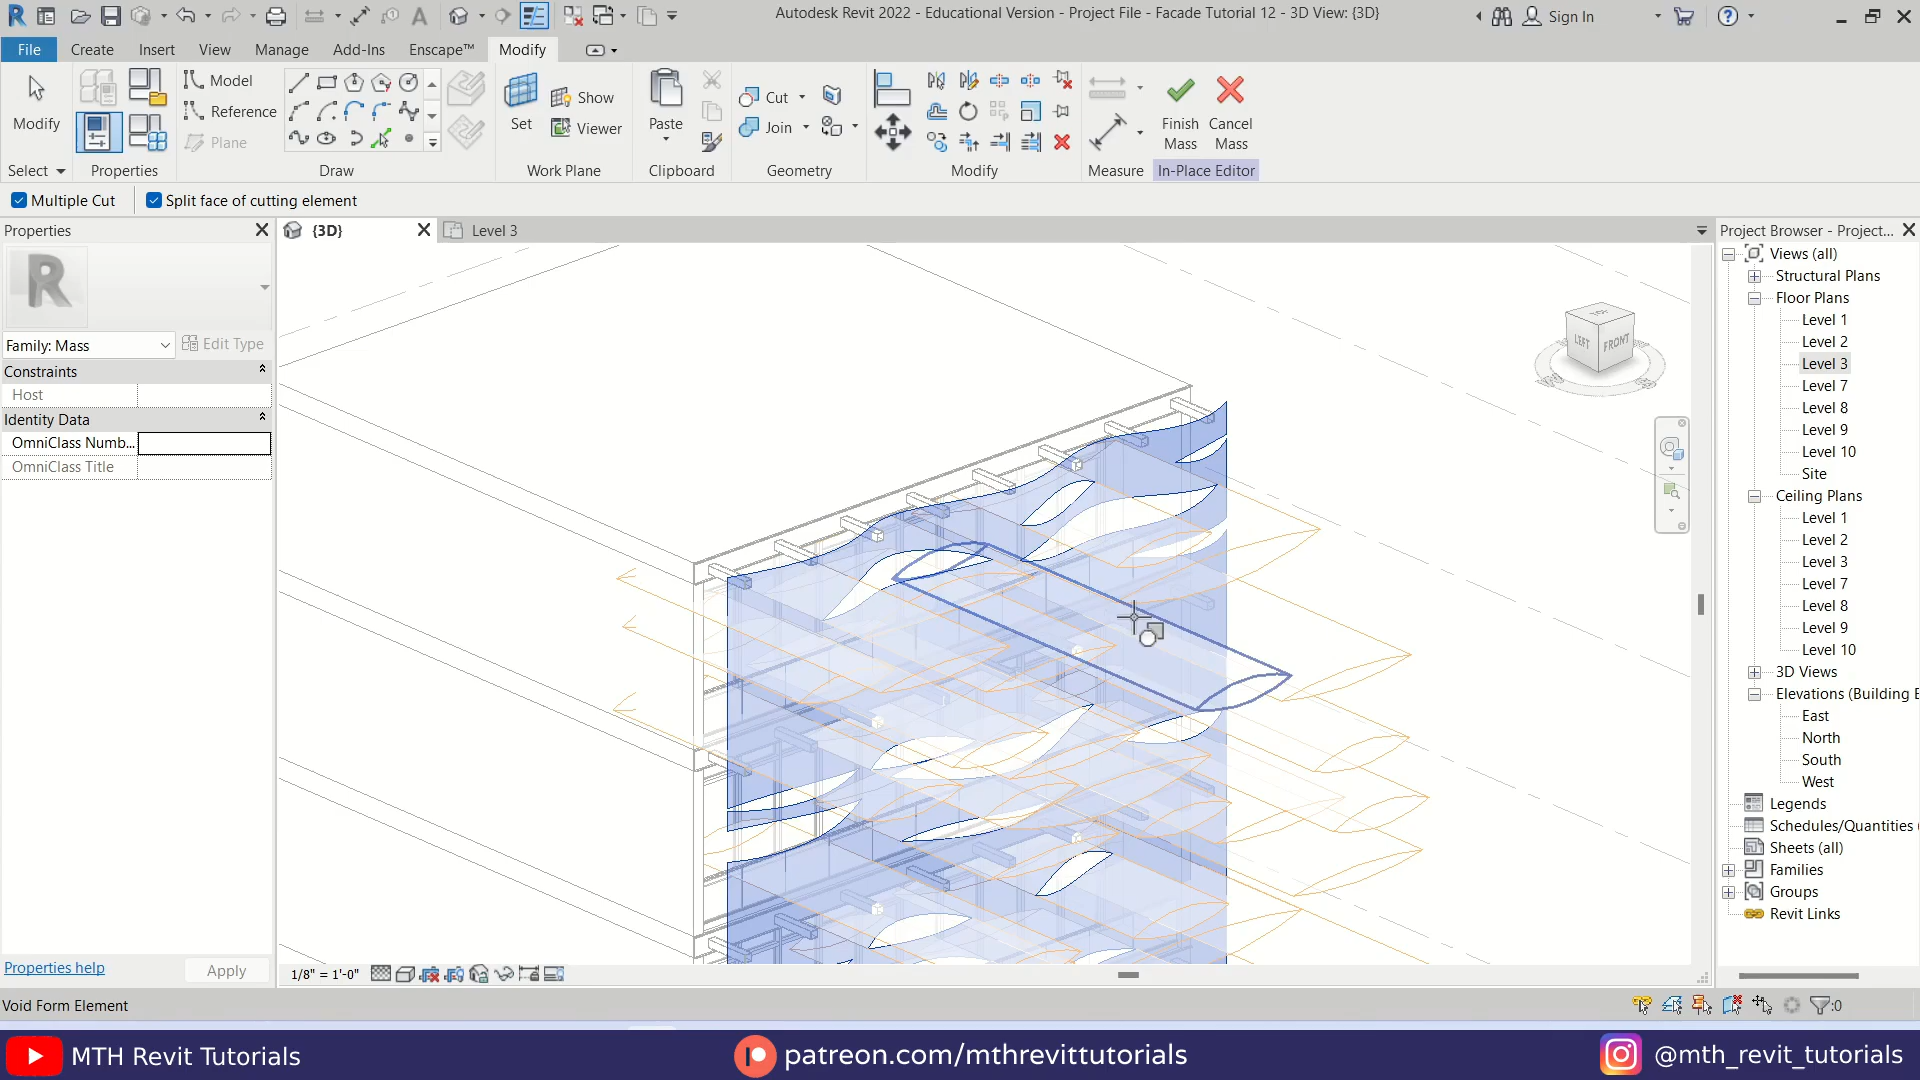 Autodesk Revit 2022 - Educational Version - Project File - Facade Tutorial 12 - 3D View: {3D}
Sign In
File
Create
Insert
View
Manage
Add-Ins
Enscape™
Modify
Modify
Select
Properties
Model
Reference
Plane
Draw
Set
Show
Viewer
Work Plane
Paste
Clipboard
Cut
Join
Geometry
Modify
Measure
Finish Mass
Cancel Mass
In-Place Editor
Multiple Cut
Split face of cutting element
Properties
Family: Mass
Edit Type
Constraints
Host
Identity Data
OmniClass Numb...
OmniClass Title
Properties help
Apply
{3D}
Level 3
TOP
LEFT
FRONT
1/8" = 1'-0"
Project Browser - Project...
Views (all)
Structural Plans
Floor Plans
Level 1
Level 2
Level 3
Level 7
Level 8
Level 9
Level 10
Site
Ceiling Plans
Level 1
Level 2
Level 3
Level 7
Level 8
Level 9
Level 10
3D Views
Elevations (Building E
East
North
South
West
Legends
Schedules/Quantities (
Sheets (all)
Families
Groups
Revit Links
Void Form Element
:0
MTH Revit Tutorials
patreon.com/mthrevittutorials
@mth_revit_tutorials